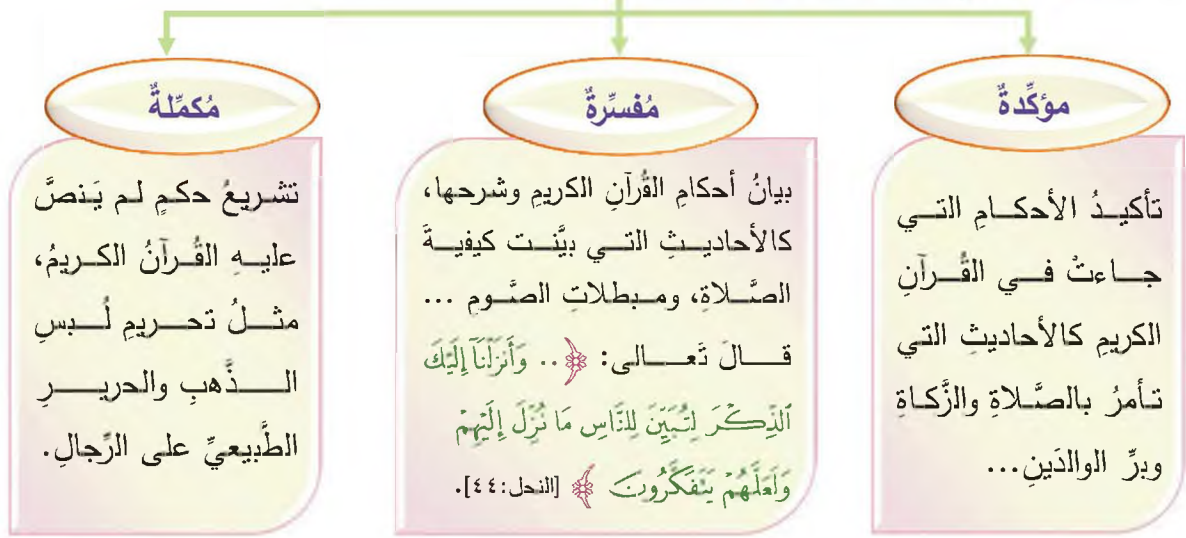 مؤكِّدةٌ
تأكيدُ الأحكامِ التي
جاءتْ في القُرآنِ
الكريمِ كالأحاديثِ التي
تأمرُ بالصَّلاةِ والزَّكاةِ
وبرِّ الوالدَينِ...
مُفسِّرةٌ
بيانُ أحكامِ القُرآنِ الكريمِ وشرحها،
كالأحاديثِ التي بيَّنت كيفيةَ
الصَّلاةِ، ومبطلاتِ الصَّومِ ...
قالَ تَعالى: ﴿.. وَأَنزَلْنَآ إِلَيْكَ
ٱلذِّكْرَ لِتُبَيِّنَ لِلنَّاسِ مَا نُزِّلَ إِلَيْهِمْ
وَلَعَلَّهُمْ يَتَفَكَّرُونَ﴾ [النحل:٤٤].
مُكمِّلةٌ
تشريعُ حكمٍ لم يَنصَّ
عليهِ القُرآنُ الكريمُ،
مثلُ تحريمِ لُبسِ
الذَّهبِ والحريرِ
الطَّبيعيِّ على الرِّجالِ.